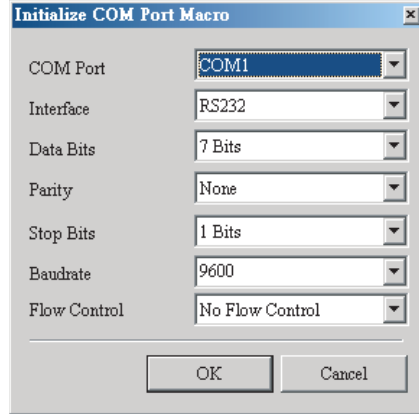 Initialize COM Port Macro
COM Port COM1
Interface RS232
Data Bits 7 Bits
Parity None
Stop Bits 1 Bits
Baudrate 9600
Flow Control No Flow Control
OK Cancel